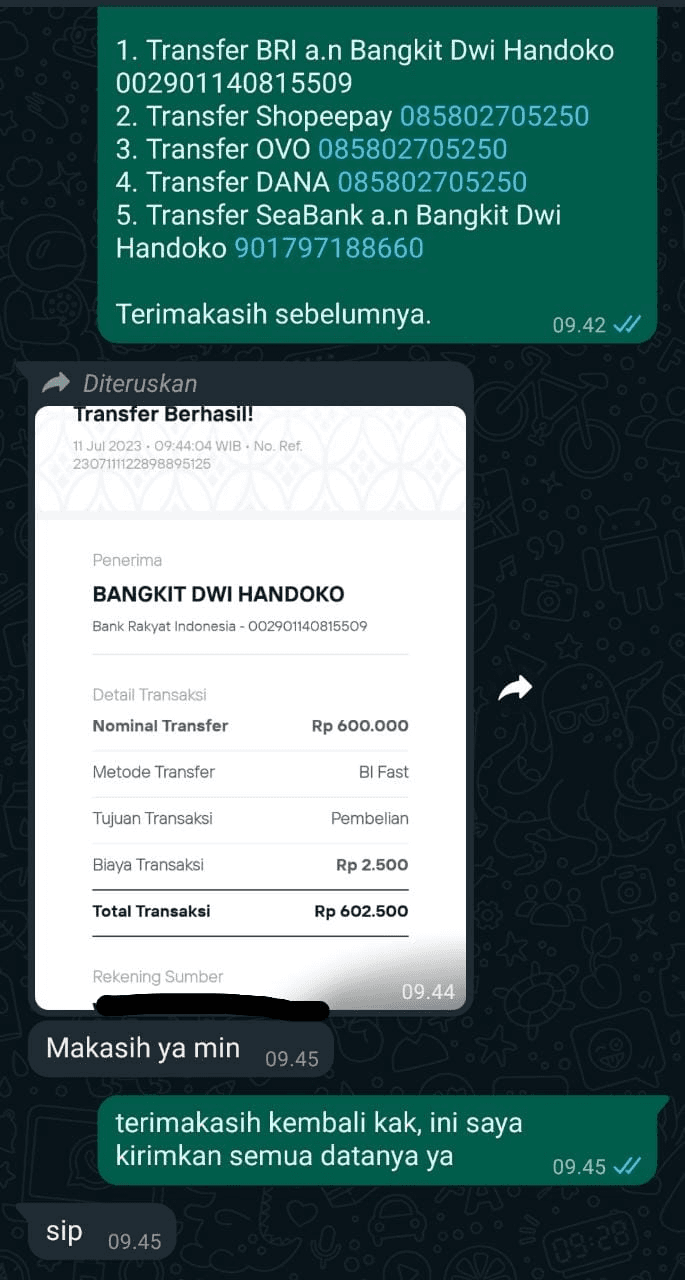 1. Transfer BRI a.n Bangkit Dwi Handoko
002901140815509
2. Transfer Shopeepay 085802705250
3. Transfer OVO 085802705250
4. Transfer DANA 085802705250
5. Transfer SeaBank a.n Bangkit Dwi
Handoko 901797188660
Terimakasih sebelumnya.
09.42
Diteruskan
Transfer Berhasil!
11 Jul 2023 • 09:44:04 WIB • No. Ref.
2307111122898895125
Penerima
BANGKIT DWI HANDOKO
Bank Rakyat Indonesia - 002901140815509
Detail Transaksi
Nominal Transfer Rp 600.000
Metode Transfer BI Fast
Tujuan Transaksi Pembelian
Biaya Transaksi Rp 2.500
Total Transaksi Rp 602.500
Rekening Sumber
09.44
Makasih ya min 09.45
terimakasih kembali kak, ini saya
kirimkan semua datanya ya 09.45
sip 09.45